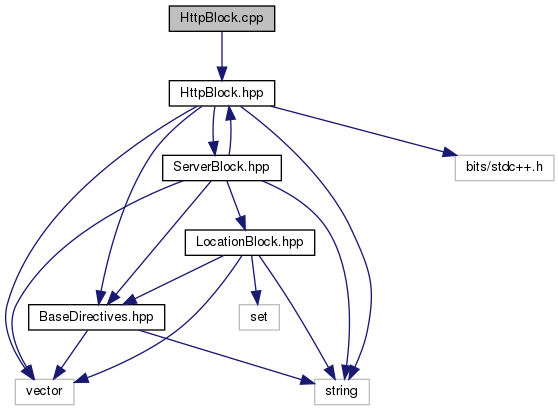 HttpBlock.cpp
HttpBlock.hpp
ServerBlock.hpp
bits/stdc++.h
LocationBlock.hpp
BaseDirectives.hpp
set
vector
string